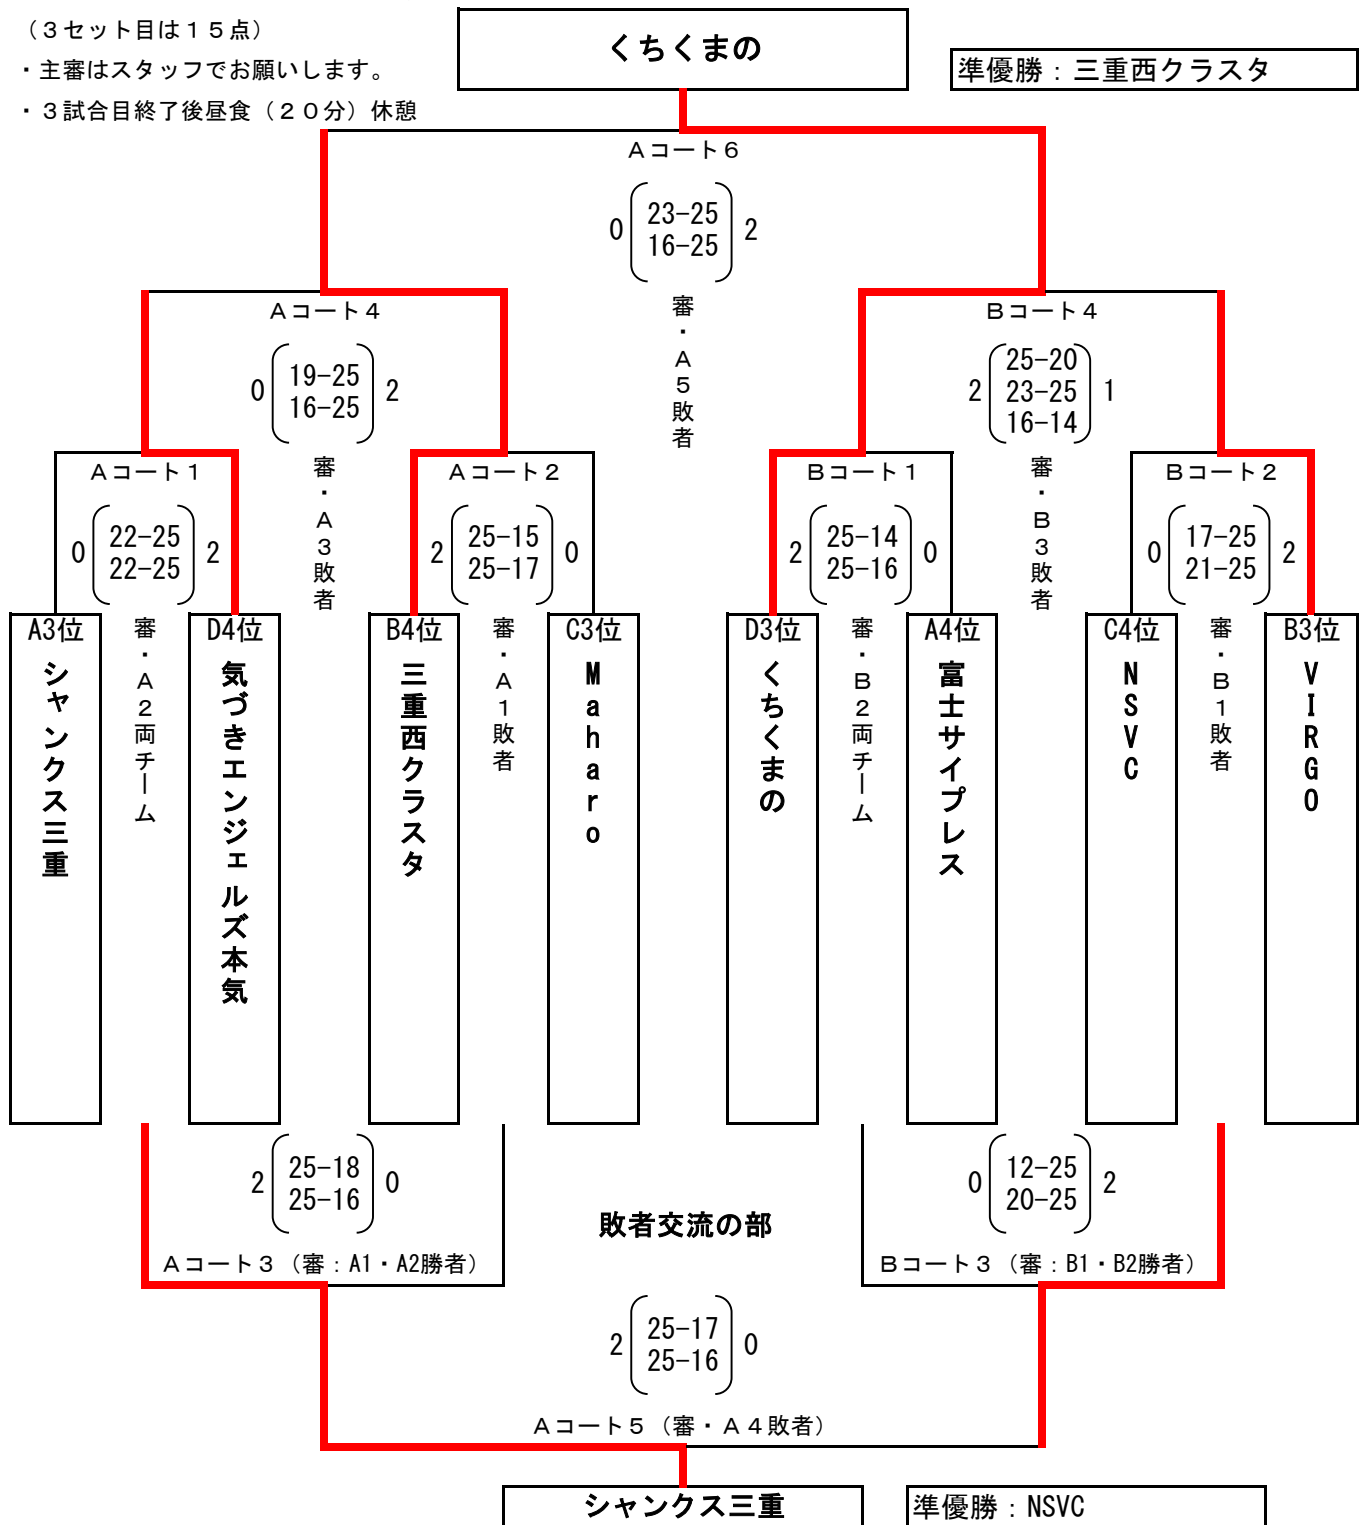 （３セット目は１５点）
・主審はスタッフでお願いします。
・３試合目終了後昼食（２０分）休憩
くちくまの
準優勝：三重西クラスタ
Ａコート６
0
23−25
16−25
2
審・Ａ５敗者
Ａコート４
0
19−25
16−25
2
審・Ａ３敗者
Ｂコート４
2
25−20
23−25
16−14
1
審・Ｂ３敗者
Ａコート１
0
22−25
22−25
2
審・Ａ２両チーム
Ａコート２
2
25−15
25−17
0
審・Ａ１敗者
Ｂコート１
2
25−14
25−16
0
審・Ｂ２両チーム
Ｂコート２
0
17−25
21−25
2
審・Ｂ１敗者
A3位
シャンクス三重
D4位
気づきエンジェルズ本気
B4位
三重西クラスタ
C3位
Maharo
D3位
くちくまの
A4位
富士サイプレス
C4位
NSVC
B3位
VIRGO
2
25−18
25−16
0
Ａコート３（審：A1・A2勝者）
敗者交流の部
0
12−25
20−25
2
Ｂコート３（審：B1・B2勝者）
2
25−17
25−16
0
Ａコート５（審・Ａ４敗者）
シャンクス三重
準優勝：NSVC